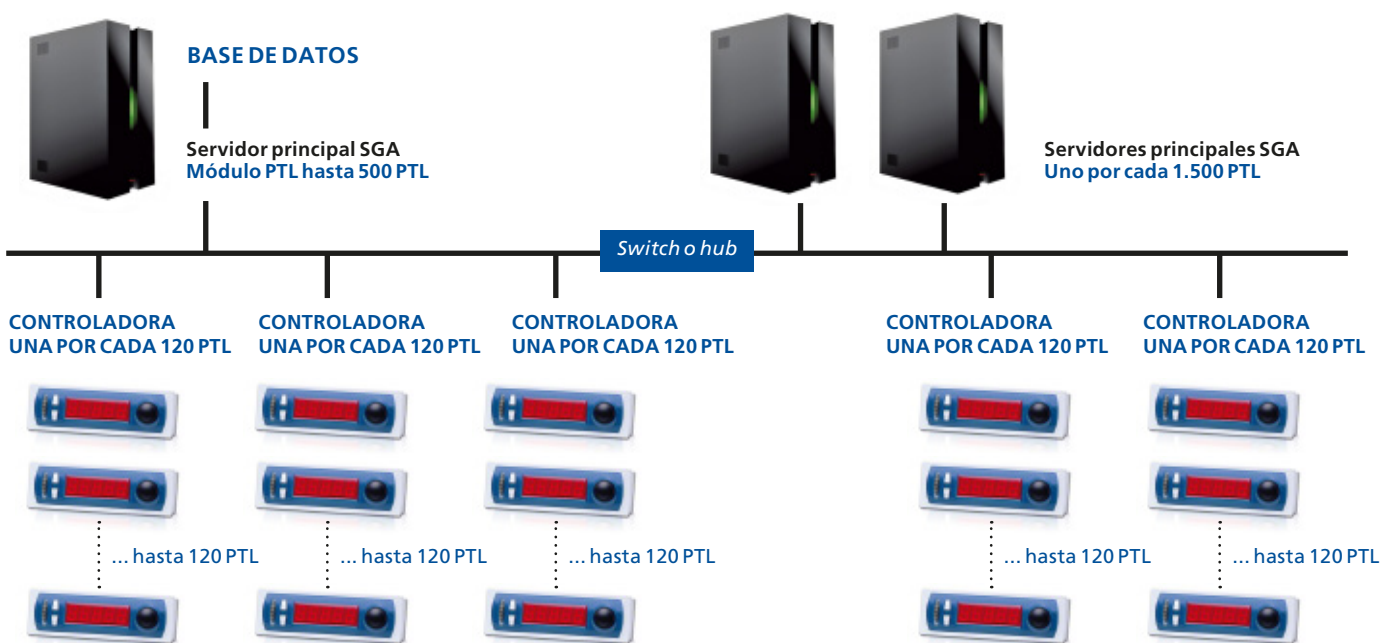 BASE DE DATOS
Servidor principal SGA
Módulo PTL hasta 500 PTL
Servidores principales SGA
Uno por cada 1.500 PTL
Switch o hub
CONTROLADORA
UNA POR CADA 120 PTL
CONTROLADORA
UNA POR CADA 120 PTL
CONTROLADORA
UNA POR CADA 120 PTL
CONTROLADORA
UNA POR CADA 120 PTL
CONTROLADORA
UNA POR CADA 120 PTL
... hasta 120 PTL
... hasta 120 PTL
... hasta 120 PTL
... hasta 120 PTL
... hasta 120 PTL